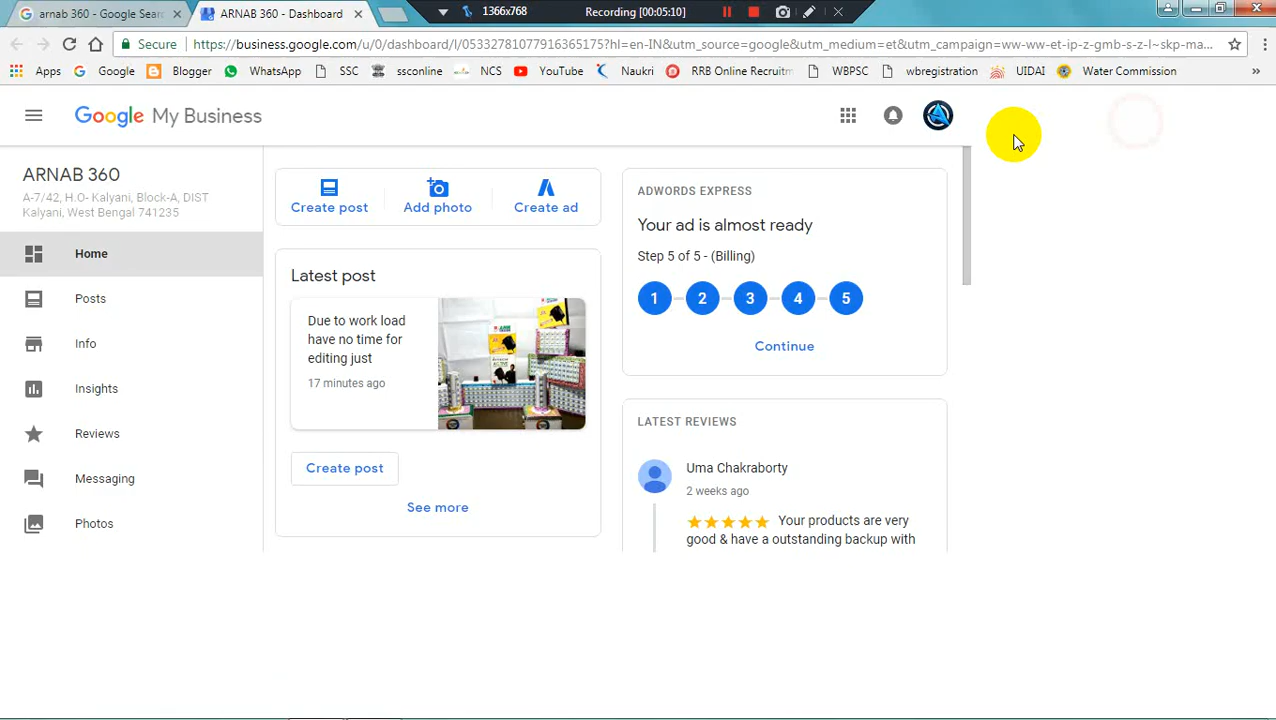 arnab 360 - Google Sear
ARNAB 360 - Dashboard
1366x768
Recording (00:05:10)
Secure
https://business.google.com/u/0/dashboard/l/05332781077916365175?hl=en-IN&utm_source=google&utm_medium=et&utm_campaign=ww-ww-et-ip-z-gmb-s-z-l~skp-ma...
Apps
Google
Blogger
WhatsApp
SSC
ssconline
NCS
YouTube
Naukri
RRB Online Recruitm
WBPSC
wbregistration
UIDAI
Water Commission
»
Google My Business
ARNAB 360
A-7/42, H.O- Kalyani, Block-A, DIST
Kalyani, West Bengal 741235
Home
Posts
Info
Insights
Reviews
Messaging
Photos
Create post
Add photo
Create ad
Latest post
Due to work load
have no time for
editing just
17 minutes ago
Create post
See more
ADWORDS EXPRESS
Your ad is almost ready
Step 5 of 5 - (Billing)
1 2 3 4 5
Continue
LATEST REVIEWS
Uma Chakraborty
2 weeks ago
Your products are very
good & have a outstanding backup with